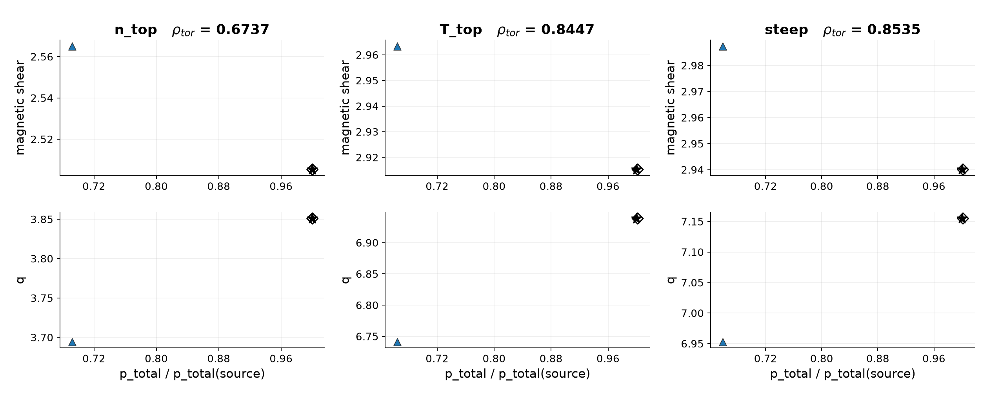 n_top ρtor = 0.6737
T_top ρtor = 0.8447
steep ρtor = 0.8535
magnetic shear
2.56
2.54
2.52
0.72 0.80 0.88 0.96
magnetic shear
2.96
2.95
2.94
2.93
2.92
0.72 0.80 0.88 0.96
magnetic shear
2.98
2.97
2.96
2.95
2.94
0.72 0.80 0.88 0.96
q
3.85
3.80
3.75
3.70
0.72 0.80 0.88 0.96
p_total / p_total(source)
q
6.90
6.85
6.80
6.75
0.72 0.80 0.88 0.96
p_total / p_total(source)
q
7.15
7.10
7.05
7.00
6.95
0.72 0.80 0.88 0.96
p_total / p_total(source)